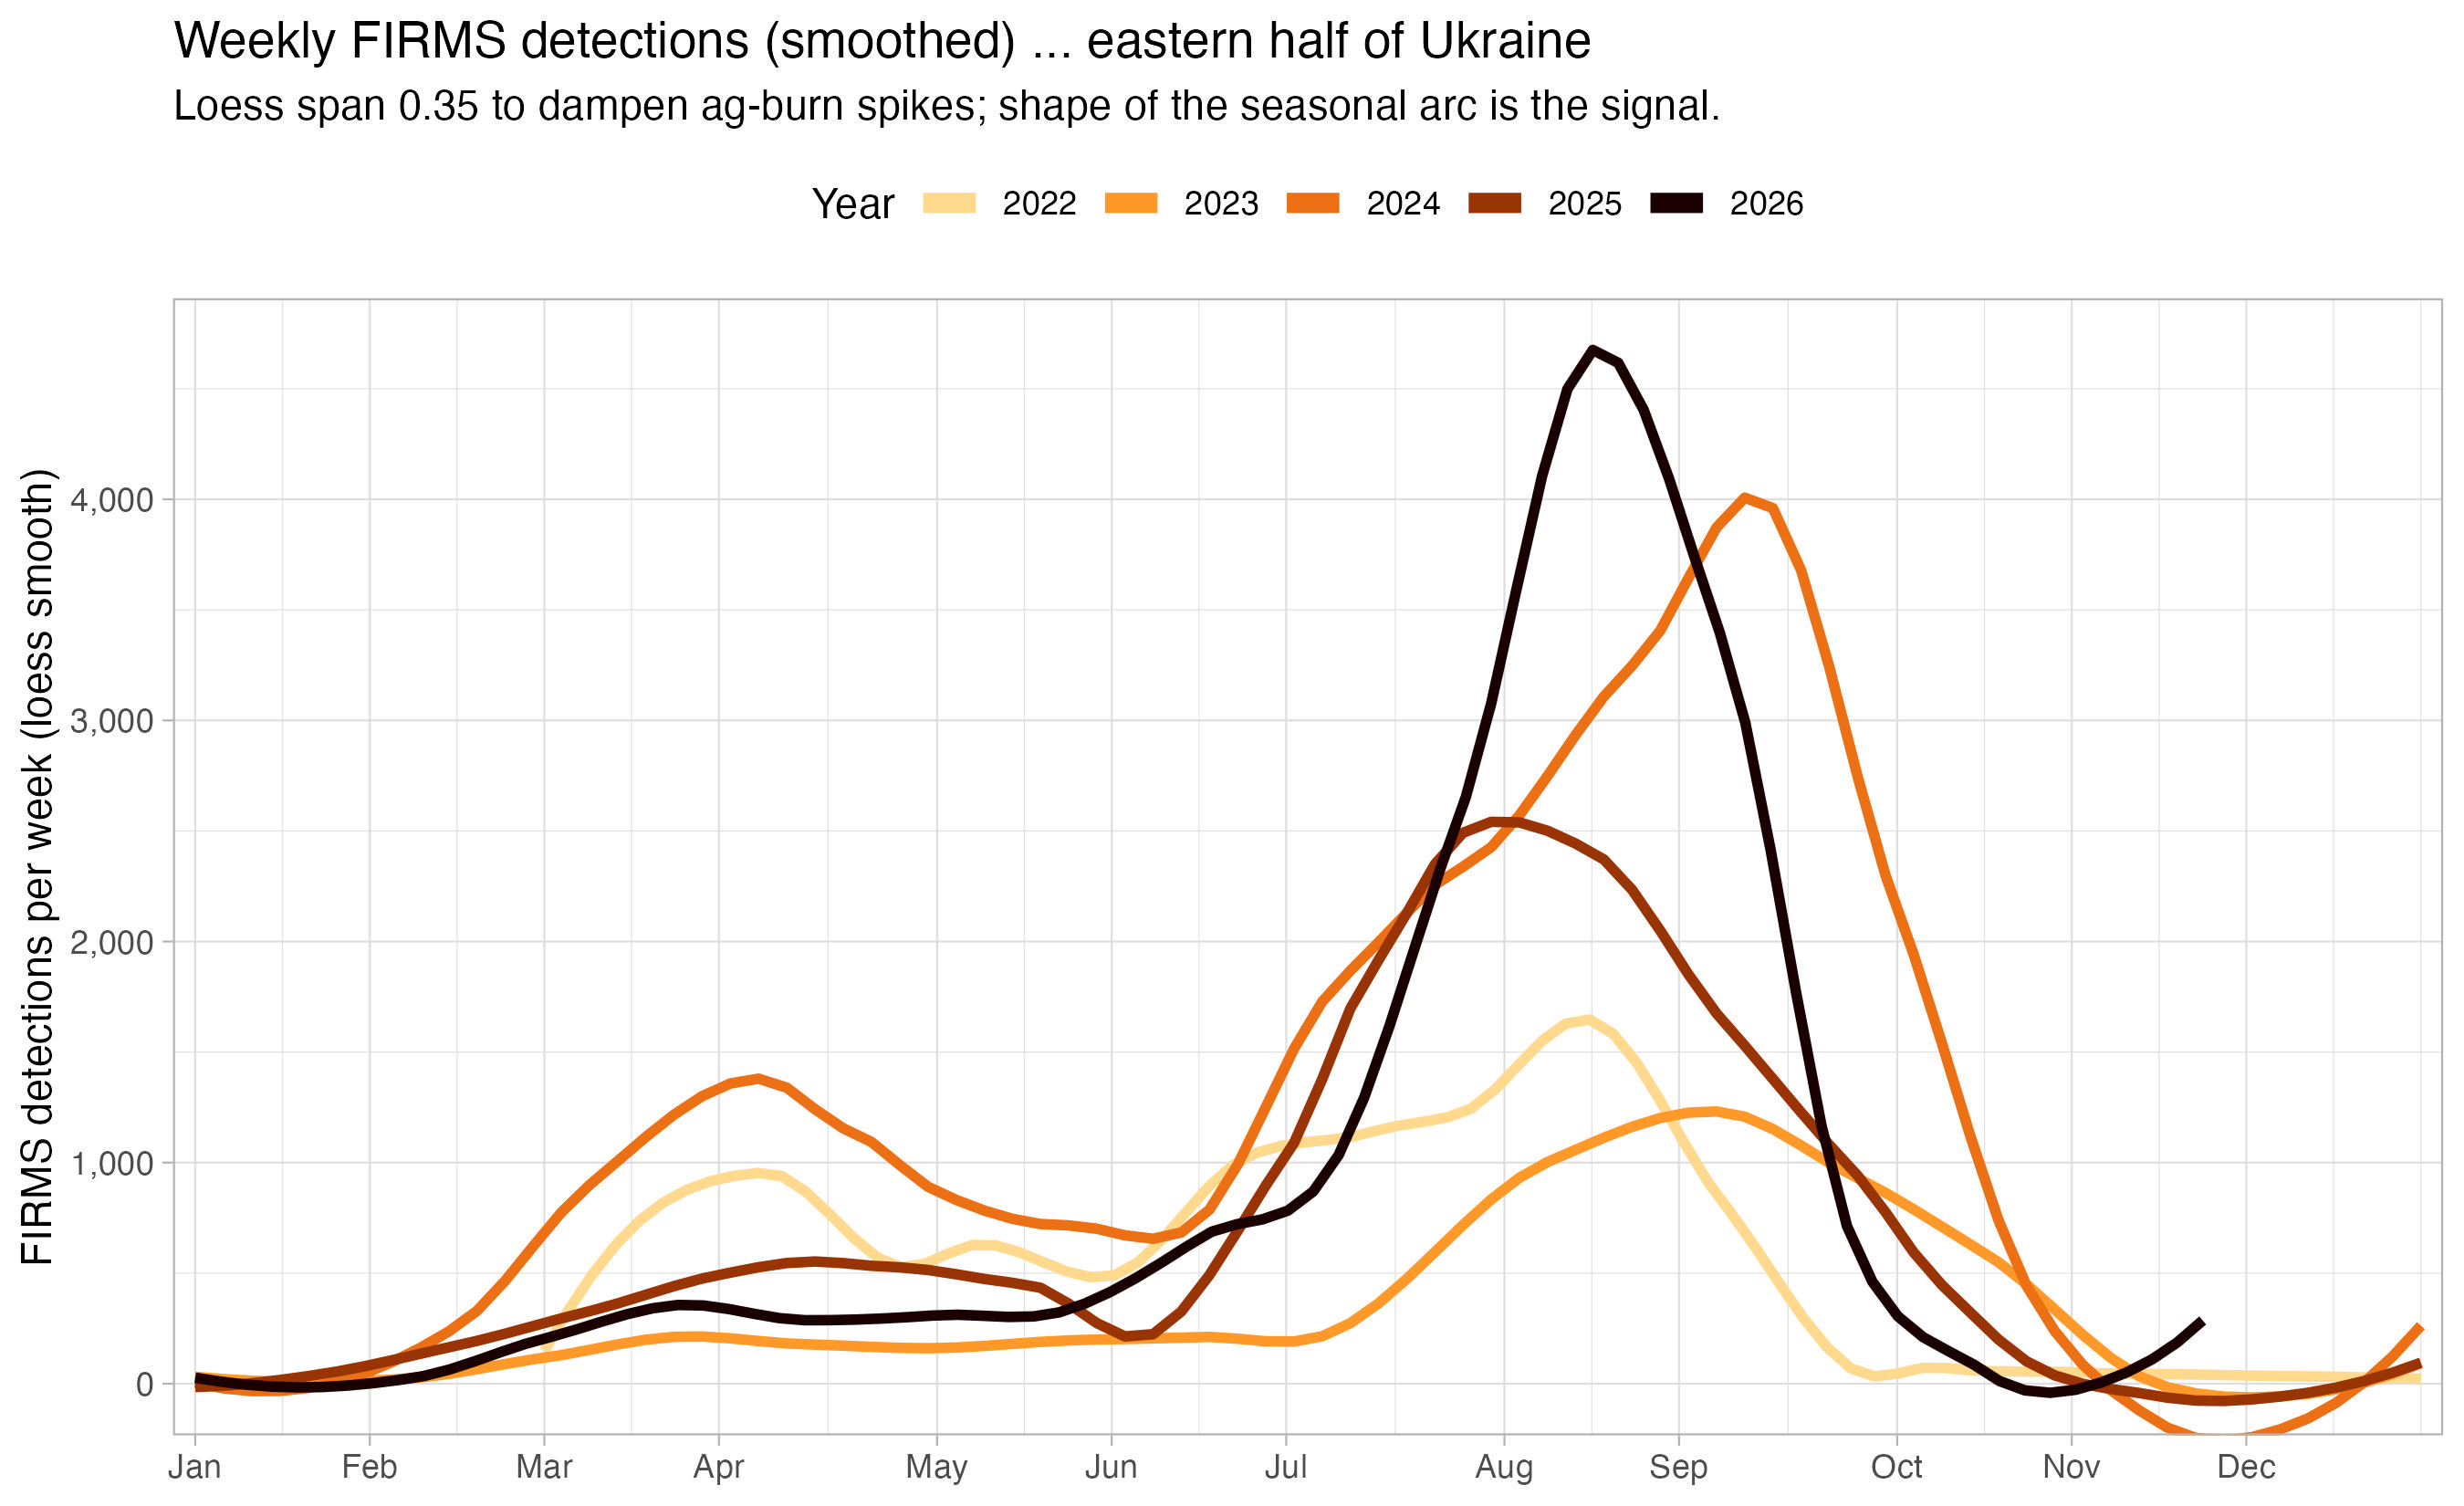 Weekly FIRMS detections (smoothed) ... eastern half of Ukraine
Loess span 0.35 to dampen ag-burn spikes; shape of the seasonal arc is the signal.
Year 2022 2023 2024 2025 2026
FIRMS detections per week (loess smooth)
4,000
3,000
2,000
1,000
0
Jan Feb Mar Apr May Jun Jul Aug Sep Oct Nov Dec